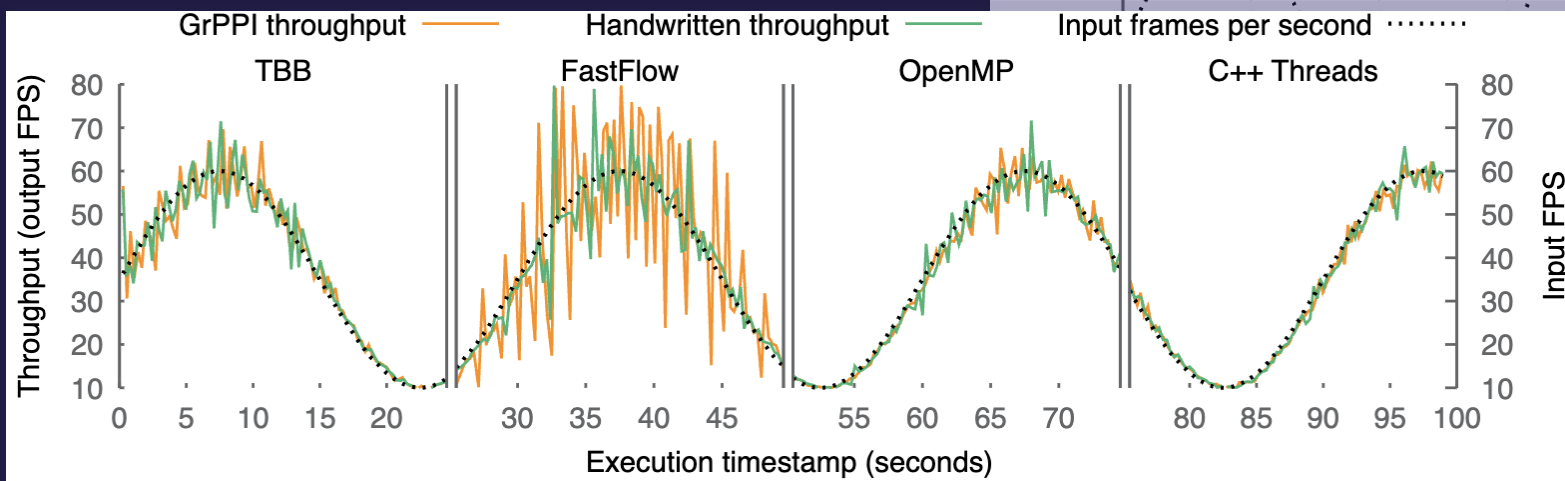 GrPPI throughput Handwritten throughput Input frames per second
TBB FastFlow OpenMP C++ Threads
Throughput (output FPS)
80
70
60
50
40
30
20
10
80
70
60
50
40
30
20
10
Input FPS
0 5 10 15 20 30 35 40 45 55 60 65 70 80 85 90 95 100
Execution timestamp (seconds)